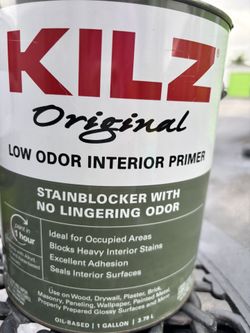 KILZ®
Original
LOW ODOR INTERIOR PRIMER
STAINBLOCKER WITH
NO LINGERING ODOR
1 hour
Ideal for Occupied Areas
Blocks Heavy Interior Stains
Excellent Adhesion
Seals Interior Surfaces
Use on Wood, Drywall, Plaster, Brick,
Masonry, Paneling, Wallpaper, Painted Metal
Properly Prepared Glossy Surfaces and More
OIL-BASED | 1 GALLON | 3.78 L